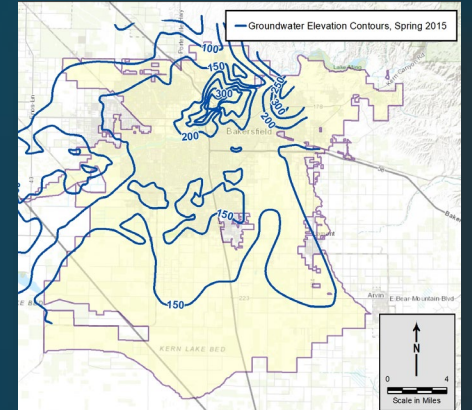 Groundwater Elevation Contours, Spring 2015
100
150
300
250
300
200
200
Bakersfield
150
150
Arvin
E Bear Mountain Blvd
KERN LAKE BED
N
0 4
Scale in Miles